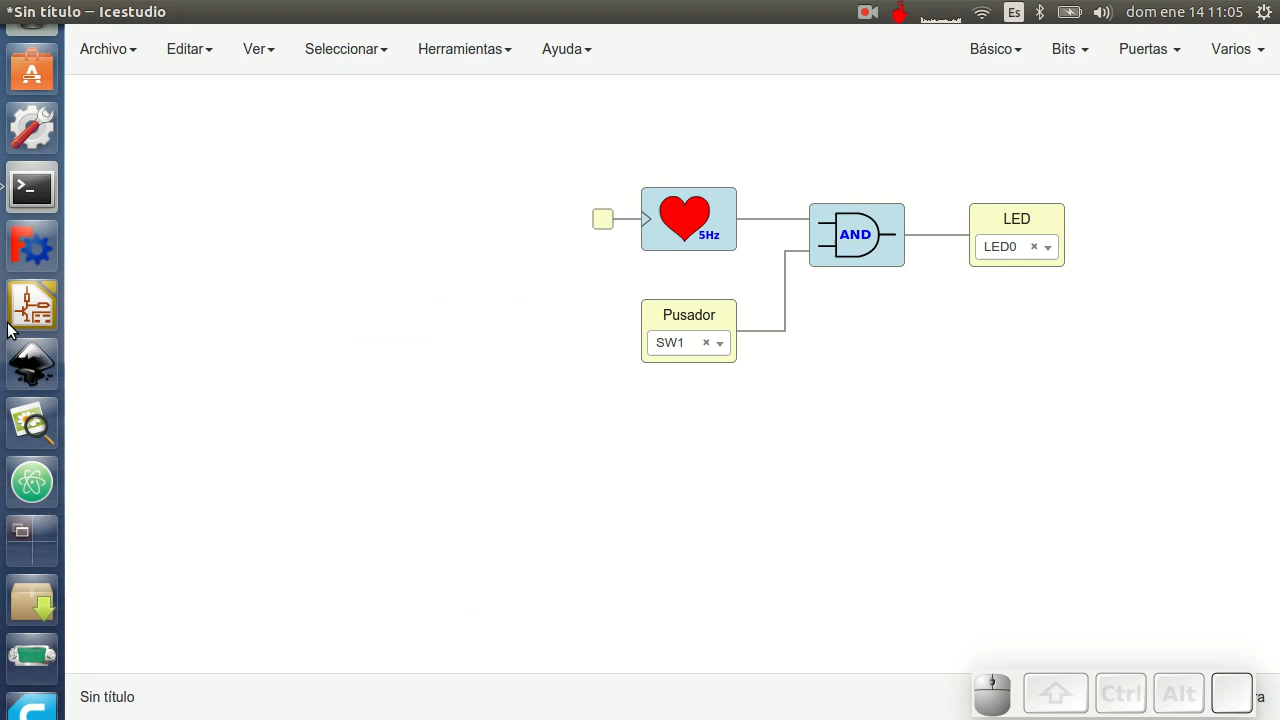 *Sin título — Icestudio
Es
dom ene 14 11:05
Archivo Editar Ver Seleccionar Herramientas Ayuda Básico Bits Puertas Varios
5Hz
AND
LED
LED0 ×
Pusador
SW1 ×
Sin título
Ctrl Alt